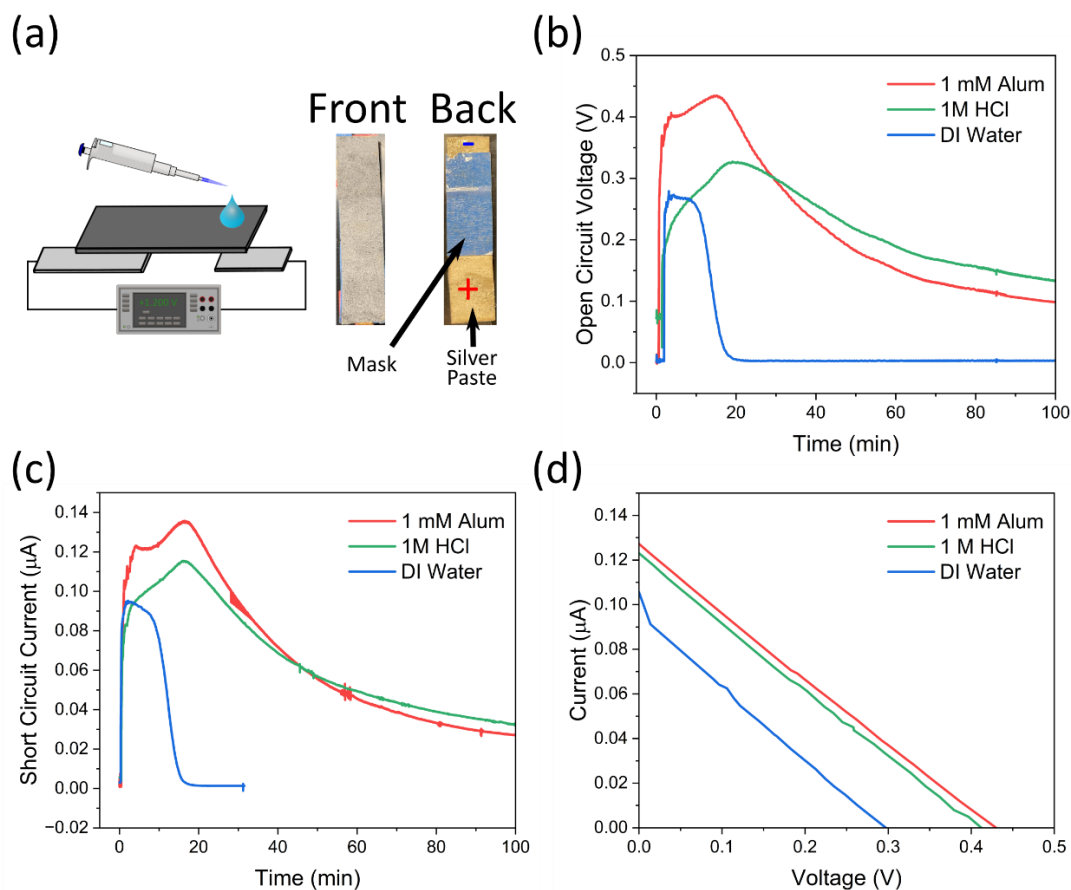 (a)
Front Back
-
+
Mask
Silver
Paste
+1.200 V
(b)
Open Circuit Voltage (V)
0.5
0.4
0.3
0.2
0.1
0.0
1 mM Alum
1M HCl
DI Water
0 20 40 60 80 100
Time (min)
(c)
Short Circuit Current (μA)
0.14
0.12
0.10
0.08
0.06
0.04
0.02
0.00
−0.02
1 mM Alum
1M HCl
DI Water
0 20 40 60 80 100
Time (min)
(d)
Current (μA)
0.14
0.12
0.10
0.08
0.06
0.04
0.02
0.00
1 mM Alum
1 M HCl
DI Water
0.0 0.1 0.2 0.3 0.4 0.5
Voltage (V)